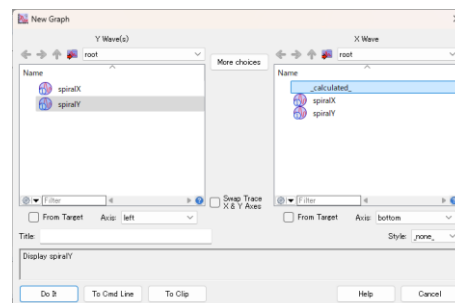 New Graph
Y Wave(s)
X Wave
root
More choices
root
Name
Name
spiralX
spiralY
_calculated_
spiralX
spiralY
Filter
Swap Trace
X & Y Axes
Filter
From Target
Axis:
left
From Target
Axis:
bottom
Title:
Style:
_none_
Display spiralY
Do It
To Cmd Line
To Clip
Help
Cancel